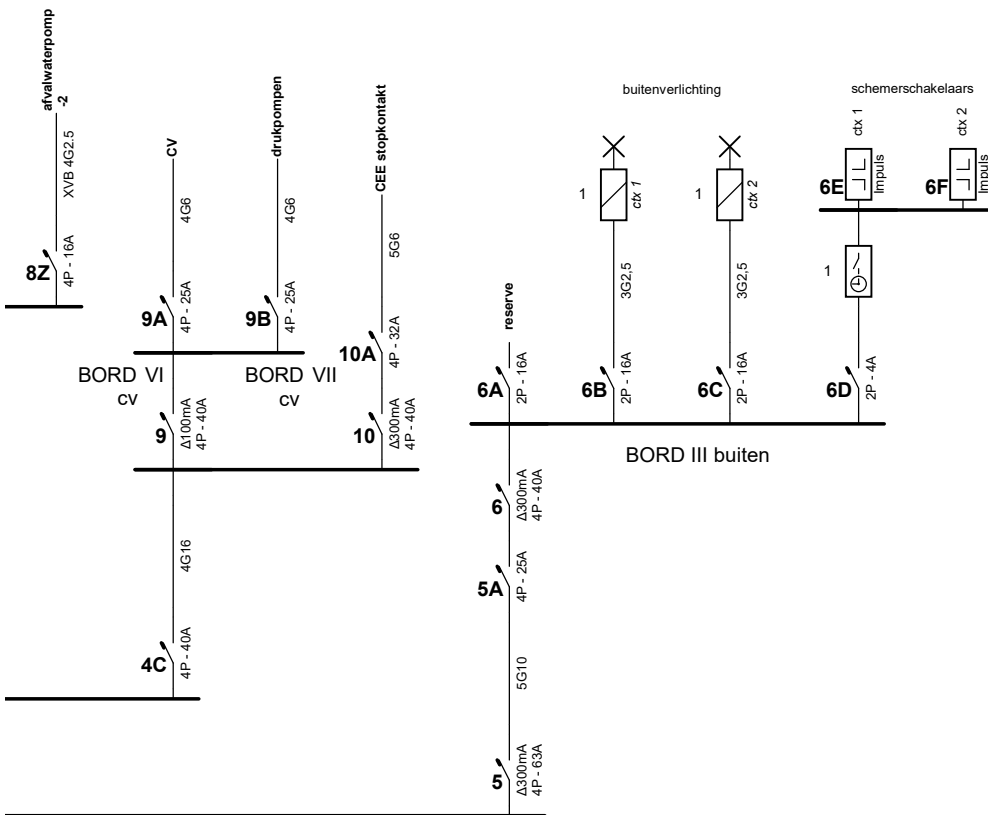 afvalwaterpomp
-2
XVB 4G2.5
8Z
4P - 16A
cv
4G6
9A
4P - 25A
drukpompen
4G6
9B
4P - 25A
CEE stopkontakt
5G6
10A
4P - 32A
BORD VI
cv
BORD VII
cv
9
Δ100mA
4P - 40A
10
Δ300mA
4P - 40A
4G16
4C
4P - 40A
buitenverlichting
1
ctx 1
1
ctx 2
3G2,5
3G2,5
schemerschakelaars
ctx 1
ctx 2
6E
Impuls
6F
Impuls
1
reserve
6A
2P - 16A
6B
2P - 16A
6C
2P - 16A
6D
2P - 4A
BORD III buiten
6
Δ300mA
4P - 40A
5A
4P - 25A
5G10
5
Δ300mA
4P - 63A